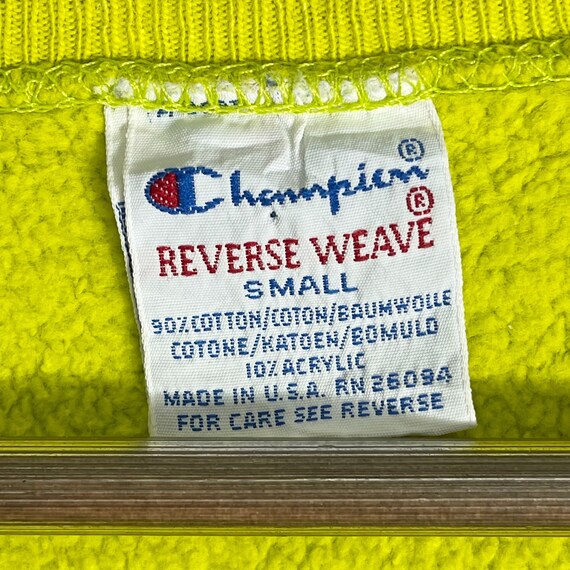 Champion®
REVERSE WEAVE®
SMALL
90% COTTON/COTON/BAUMWOLLE
COTONE/KATOEN/BOMULD
10% ACRYLIC
MADE IN U.S.A. RN 26094
FOR CARE SEE REVERSE